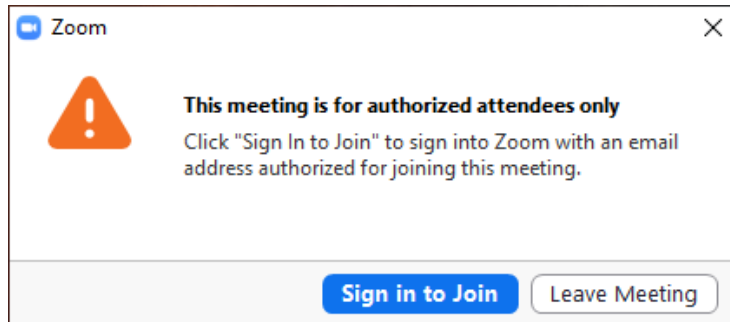 Zoom
This meeting is for authorized attendees only
Click "Sign In to Join" to sign into Zoom with an email
address authorized for joining this meeting.
Sign in to Join
Leave Meeting